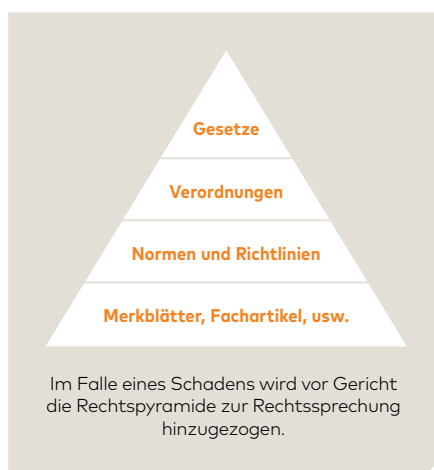 Gesetze
Verordnungen
Normen und Richtlinien
Merkblätter, Fachartikel, usw.
Im Falle eines Schadens wird vor Gericht
die Rechtspyramide zur Rechtssprechung
hinzugezogen.